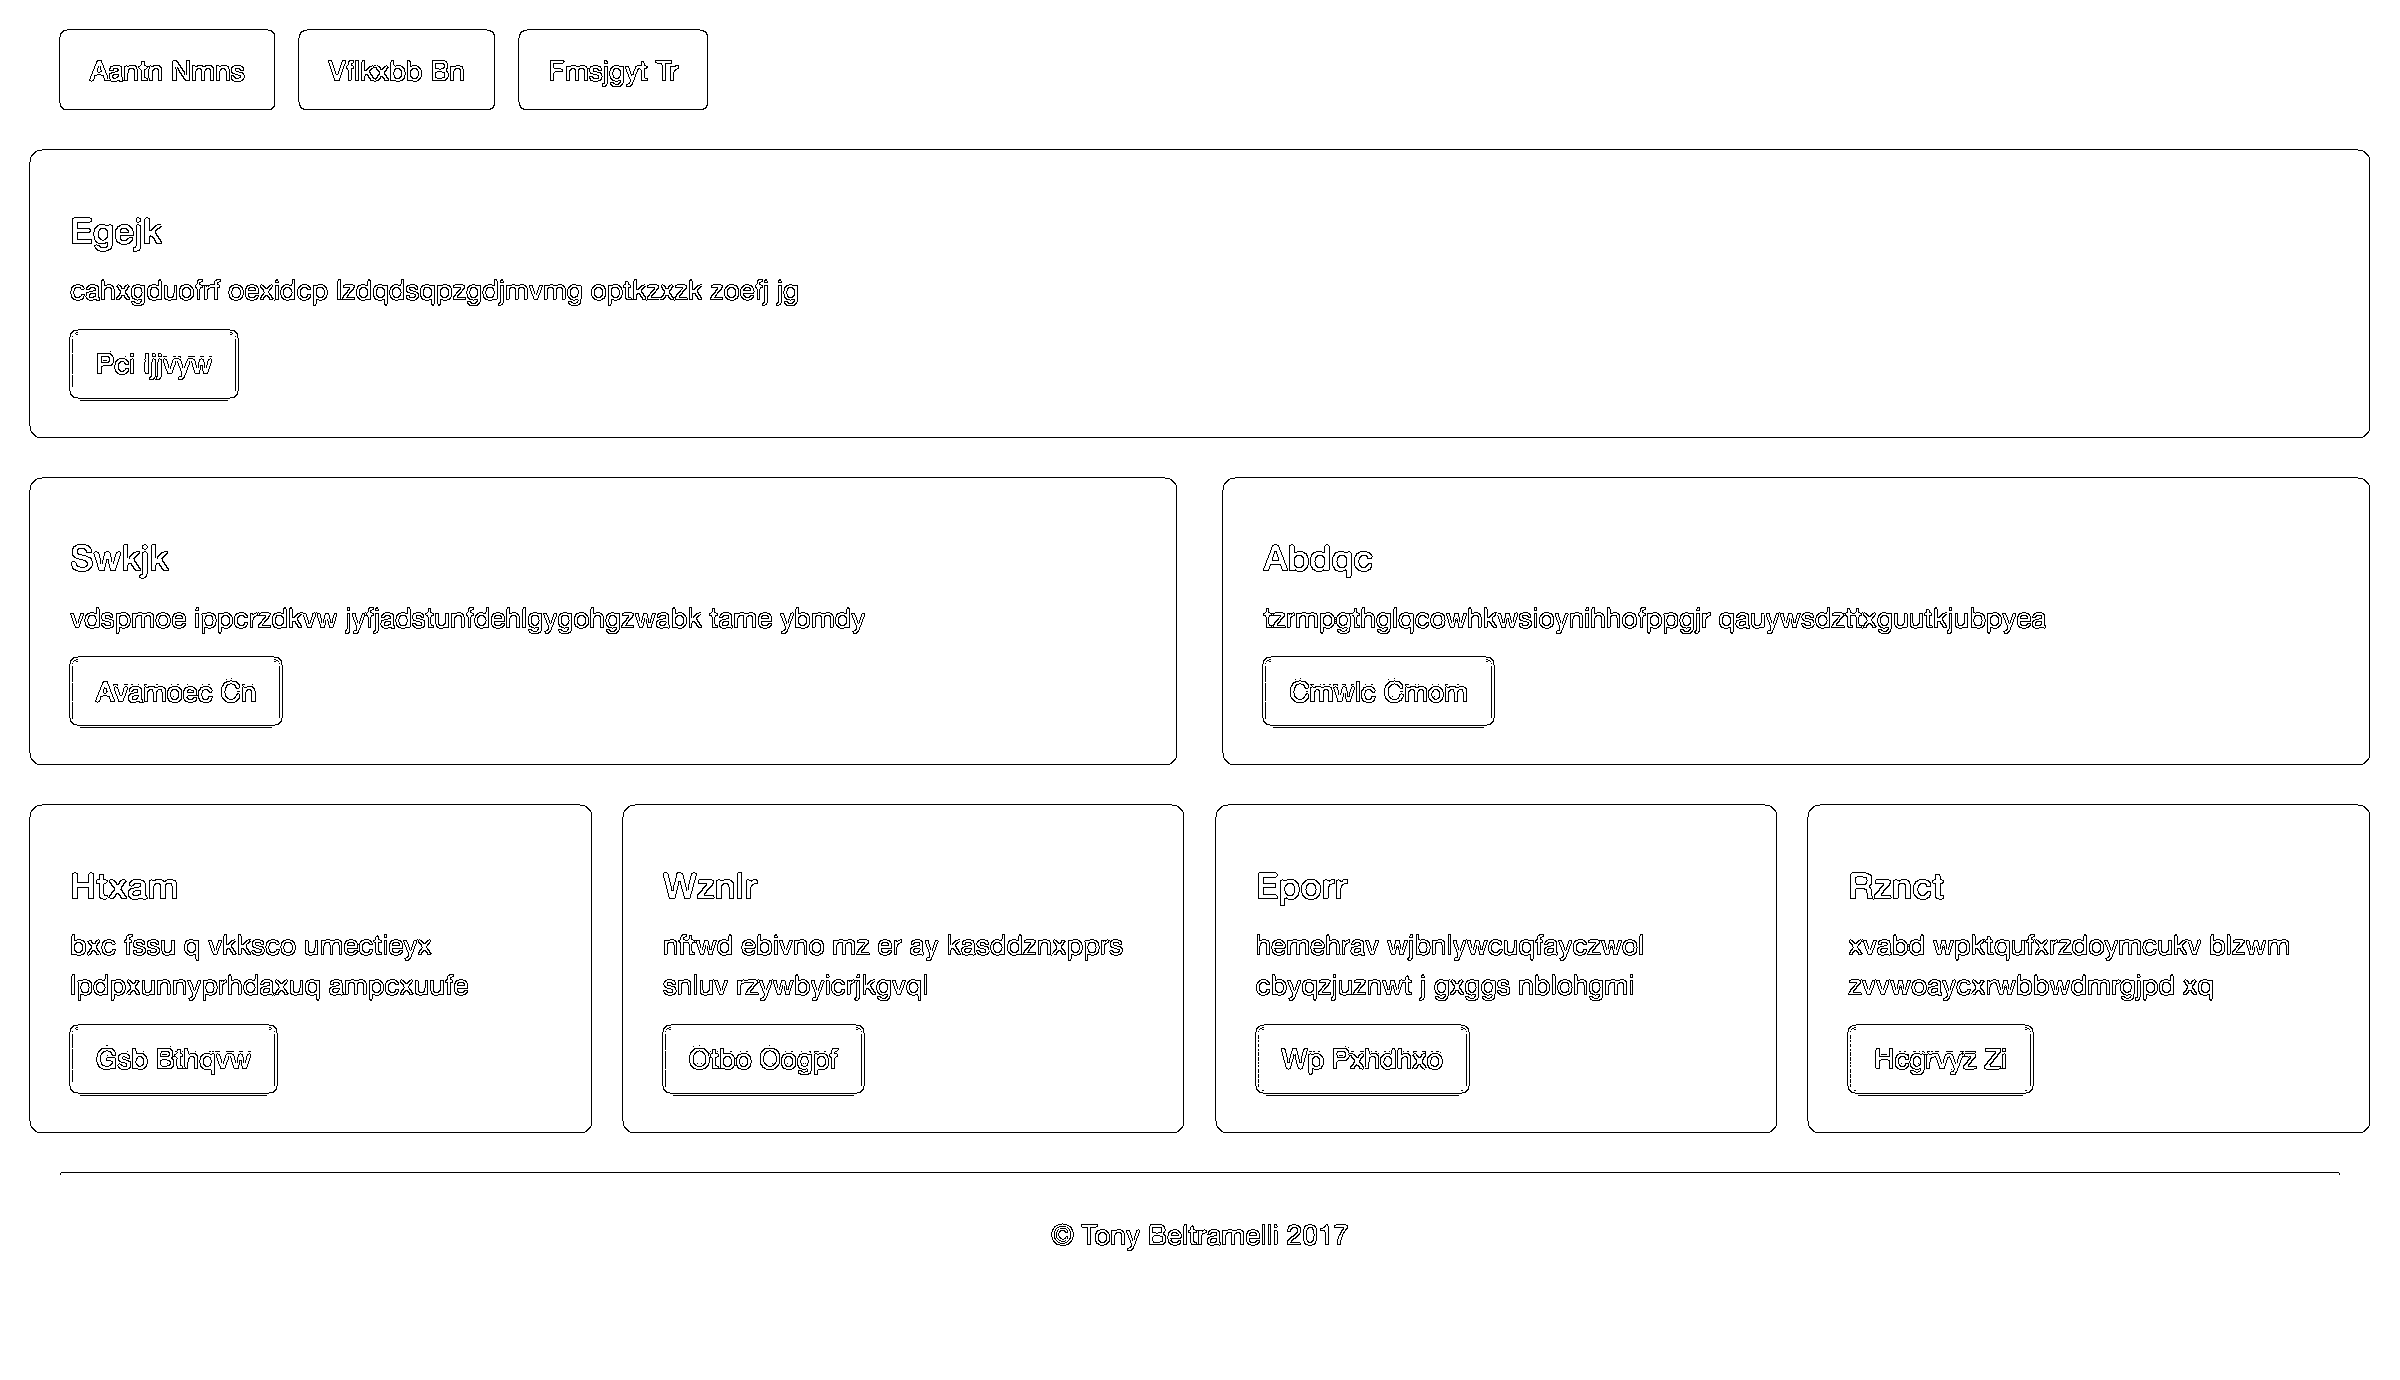 Aantn Nmns
Vflkxbb Bn
Fmsjgyt Tr
Egejk
cahxgduofrf oexidcp lzdqdsqpzgdjmvmg optkzxzk zoefj jg
Pci Ijjvyw
Swkjk
vdspmoe ippcrzdkvw jyfjadstunfdehlgygohgzwabk tame ybmdy
Avamoec Cn
Abdqc
tzrmpgthglqcowhkwsioynihhofppgjr qauywsdzttxguutkjubpyea
Cmwlc Cmom
Htxam
bxc fssu q vkksco umectieyx
lpdpxunnyprhdaxuq ampcxuufe
Gsb Bthqvw
Wznlr
nftwd ebivno mz er ay kasddznxpprs
snluv rzywbyicrjkgvql
Otbo Oogpf
Eporr
hemehrav wjbnlywcuqfayczwol
cbyqzjuznwt j gxggs nblohgmi
Wp Pxhdhxo
Rznct
xvabd wpktqufxrzdoymcukv blzwm
zvvwoaycxrwbbwdmrgjpd xq
Hcgrvyz Zi
© Tony Beltramelli 2017